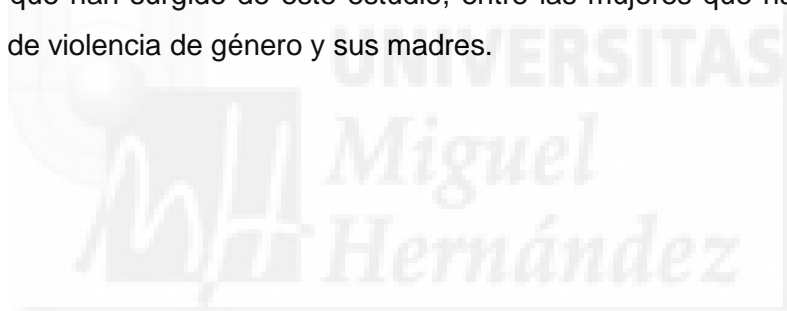 que han surgido de este estudio, entre las mujeres que
de violencia de género y sus madres.
UNIVERSITAS
Miguel
Hernández